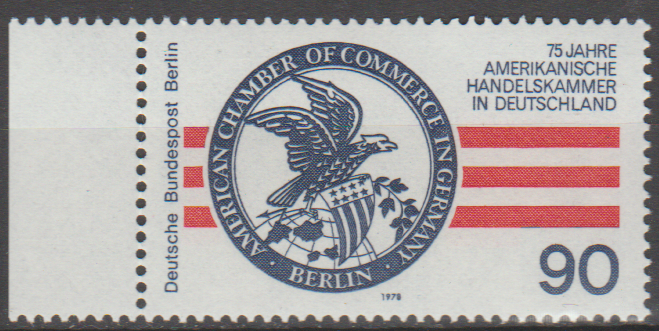 Deutsche Bundespost Berlin
· AMERICAN CHAMBER OF COMMERCE IN GERMANY ·
BERLIN
75 JAHRE
AMERIKANISCHE
HANDELSKAMMER
IN DEUTSCHLAND
90
1978